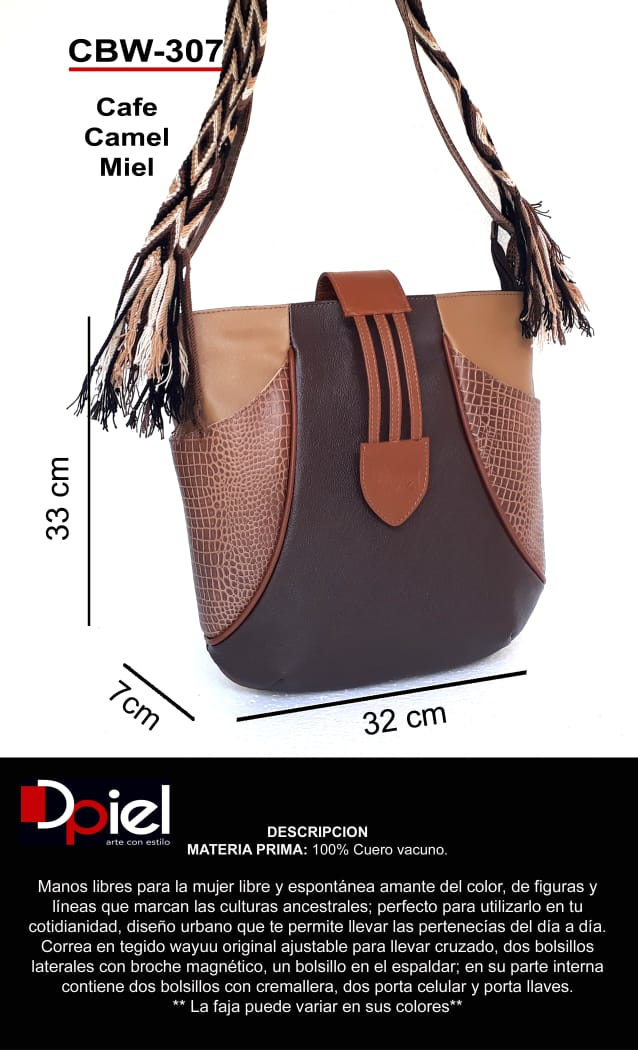 CBW-307
Cafe
Camel
Miel
33 cm
7cm
32 cm
Dpiel
arte con estilo
DESCRIPCION
MATERIA PRIMA: 100% Cuero vacuno.
Manos libres para la mujer libre y espontánea amante del color, de figuras y
líneas que marcan las culturas ancestrales; perfecto para utilizarlo en tu
cotidianidad, diseño urbano que te permite llevar las pertenecías del día a día.
Correa en tegido wayuu original ajustable para llevar cruzado, dos bolsillos
laterales con broche magnético, un bolsillo en el espaldar; en su parte interna
contiene dos bolsillos con cremallera, dos porta celular y porta llaves.
** La faja puede variar en sus colores**